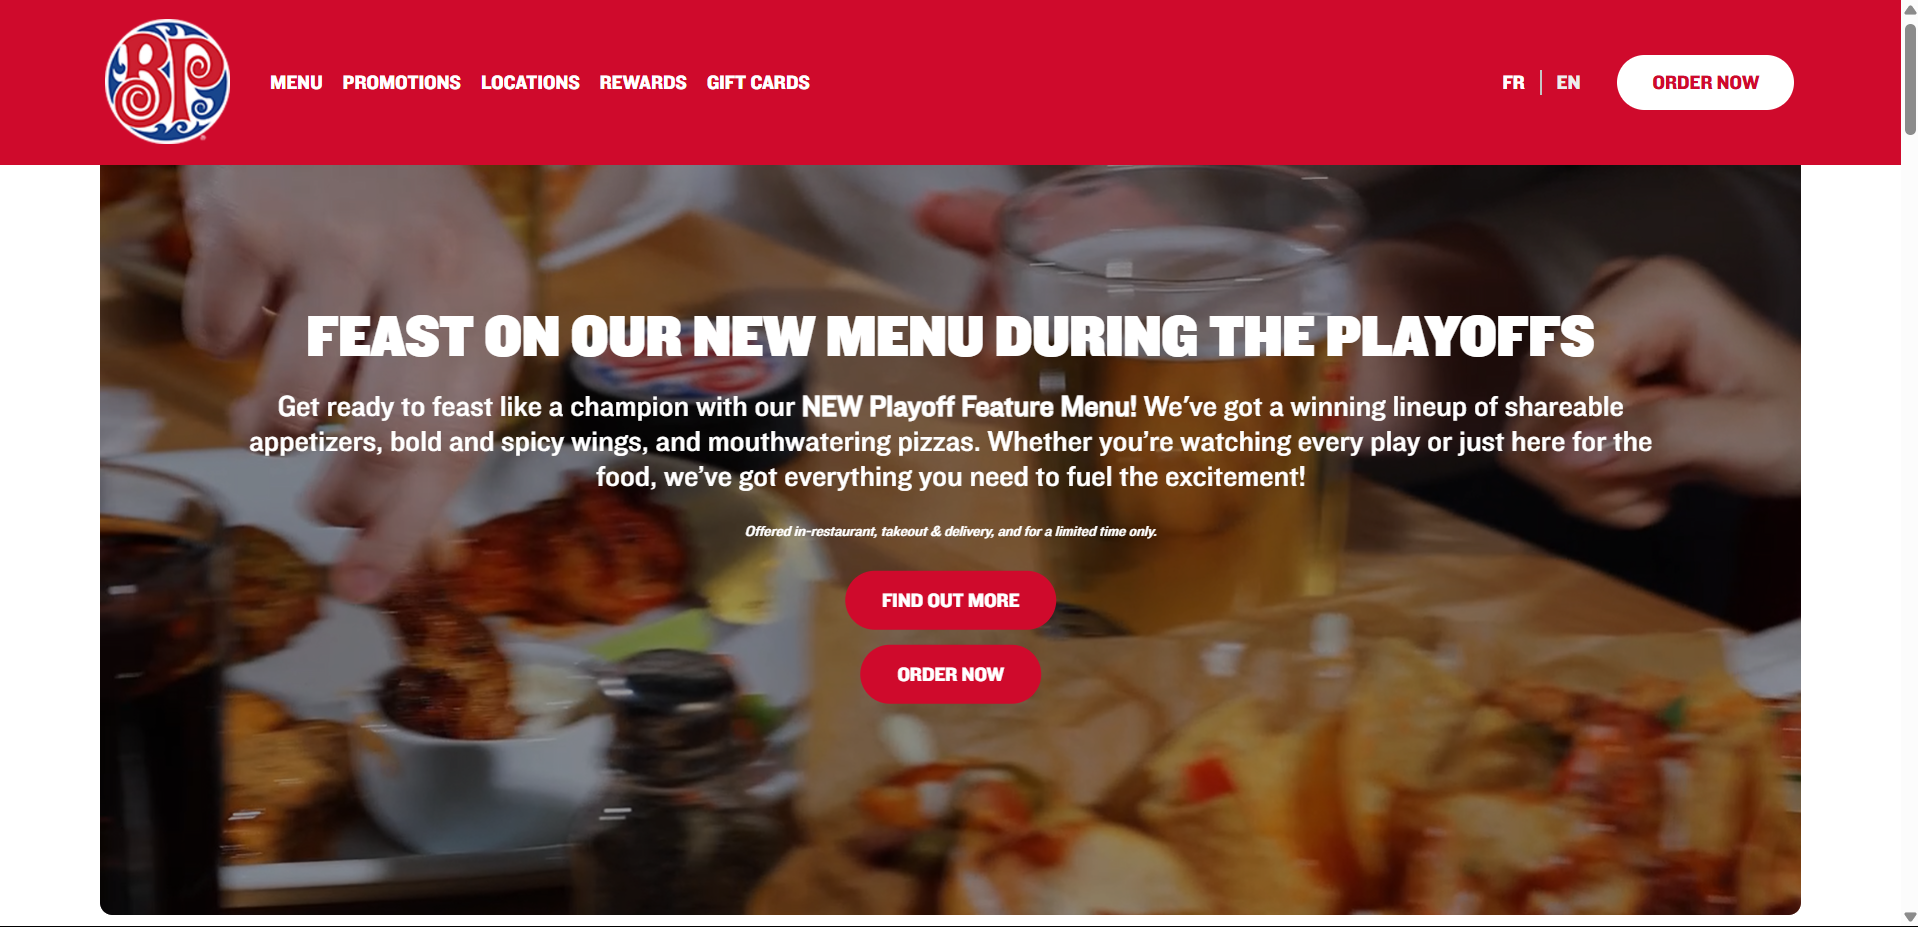 BP
MENU PROMOTIONS LOCATIONS REWARDS GIFT CARDS
FR | EN
ORDER NOW
FEAST ON OUR NEW MENU DURING THE PLAYOFFS
Get ready to feast like a champion with our NEW Playoff Feature Menu! We've got a winning lineup of shareable
appetizers, bold and spicy wings, and mouthwatering pizzas. Whether you're watching every play or just here for the
food, we've got everything you need to fuel the excitement!
Offered in-restaurant, takeout & delivery, and for a limited time only.
FIND OUT MORE
ORDER NOW